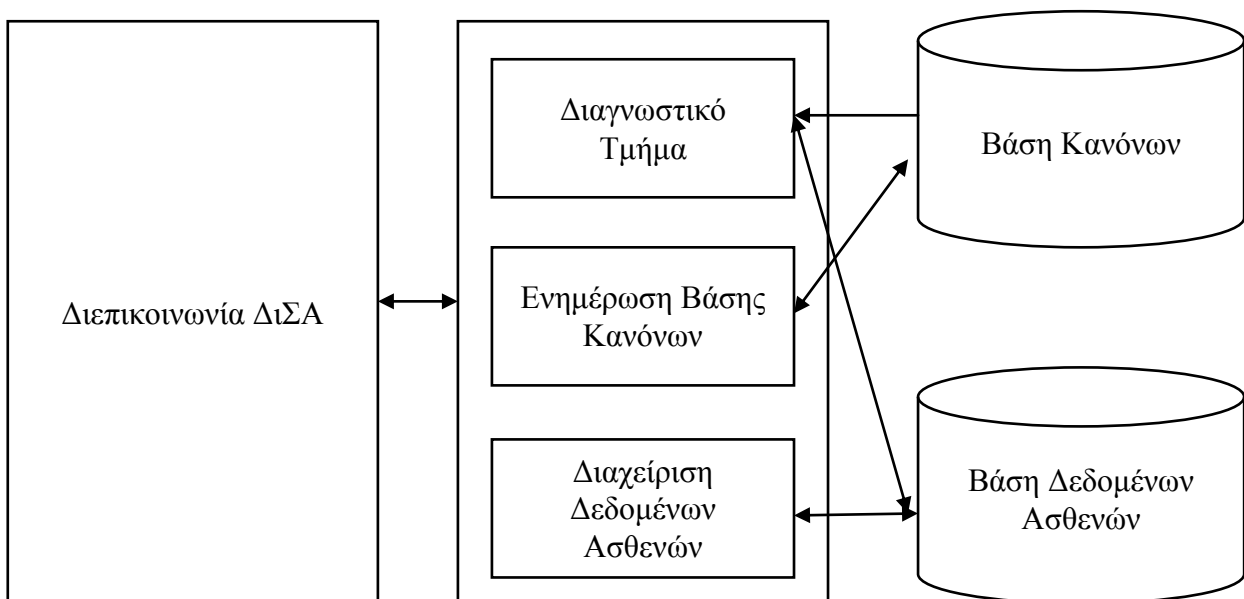 Διεπικοινωνία ΔιΣΑ
Διαγνωστικό
Τμήμα
Ενημέρωση Βάσης
Κανόνων
Διαχείριση
Δεδομένων
Ασθενών
Βάση Κανόνων
Βάση Δεδομένων
Ασθενών